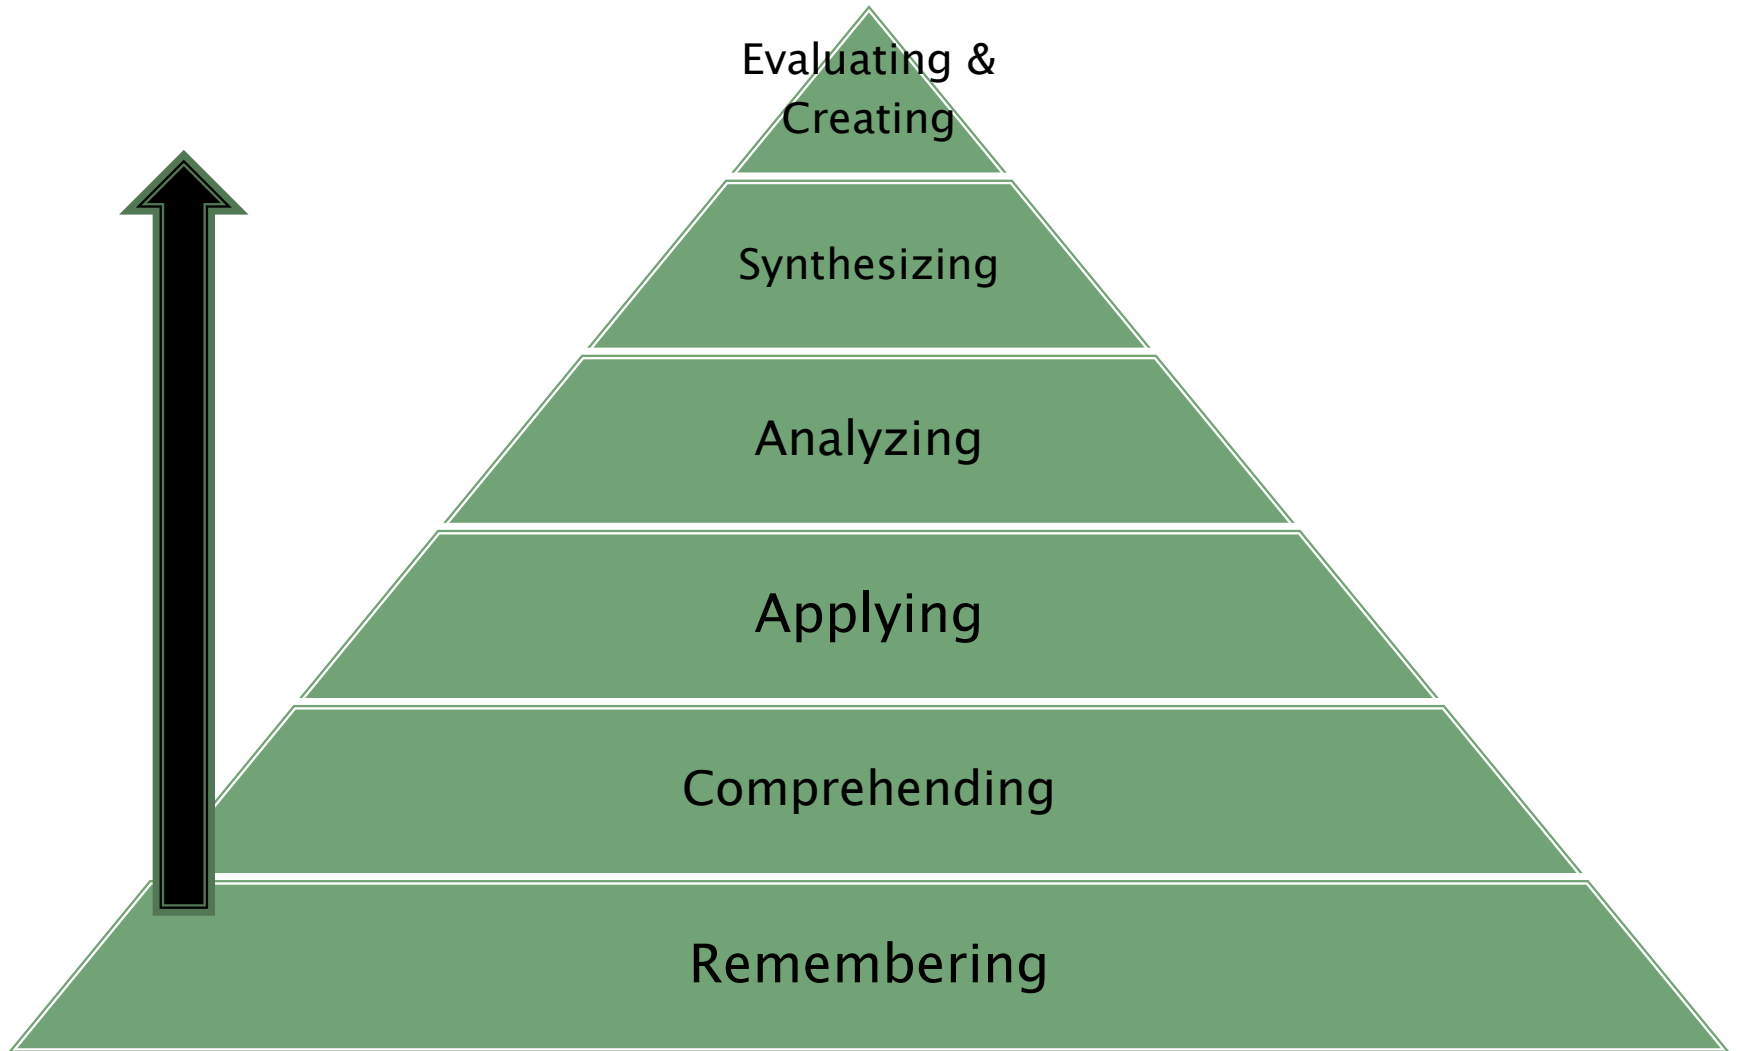 Evaluating &
Creating
Synthesizing
Analyzing
Applying
Comprehending
Remembering